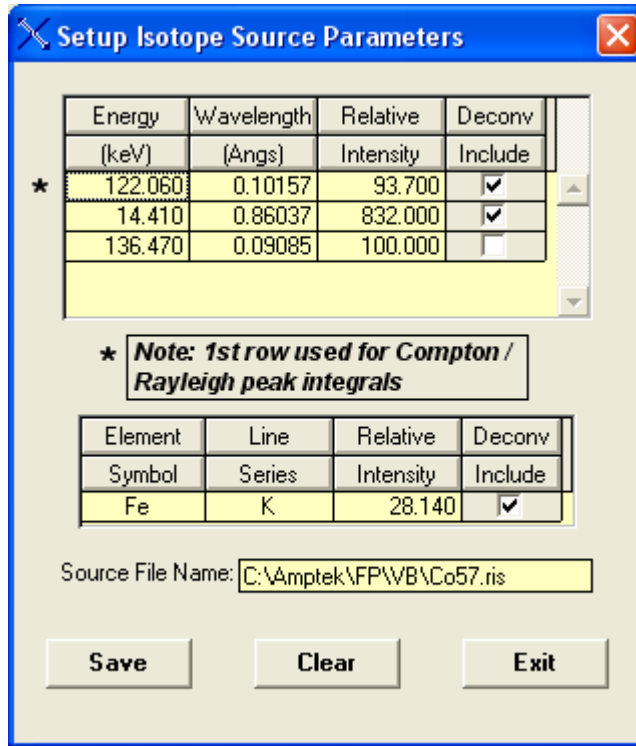 Setup Isotope Source Parameters
Energy Wavelength Relative Deconv
(keV) (Angs) Intensity Include
* 122.060 0.10157 93.700
14.410 0.86037 832.000
136.470 0.09085 100.000
* Note: 1st row used for Compton /
Rayleigh peak integrals
Element Line Relative Deconv
Symbol Series Intensity Include
Fe K 28.140
Source File Name: C:\Amptek\FP\VB\Co57.ris
Save Clear Exit